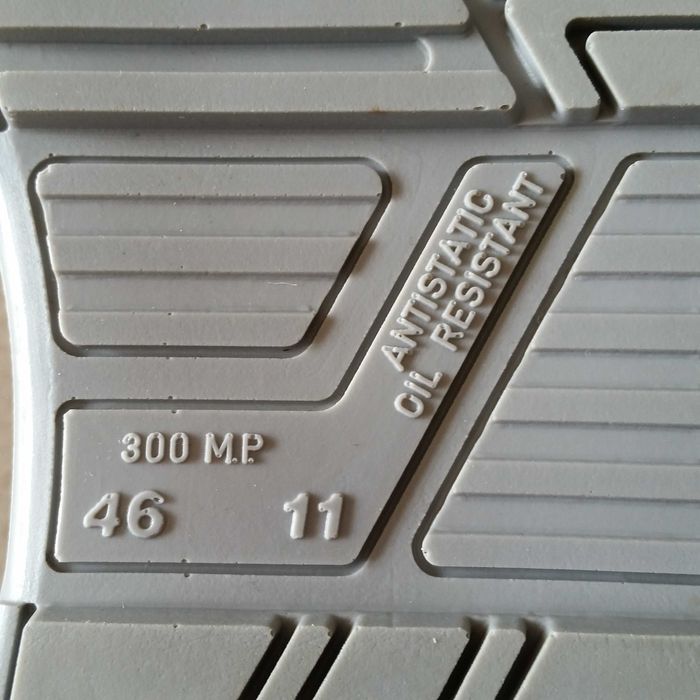 ANTISTATIC
OIL RESISTANT
300 M.P.
46 11